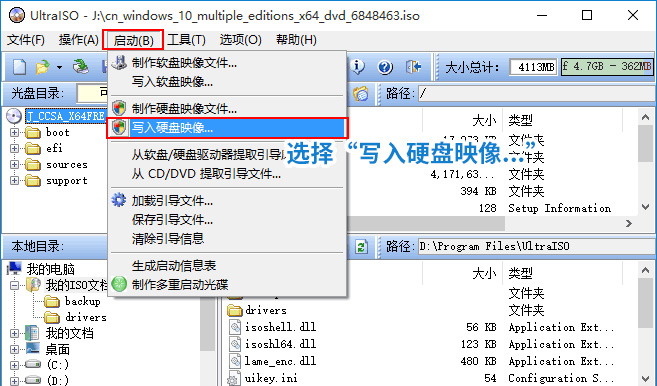 UltraISO - J:\cn_windows_10_multiple_editions_x64_dvd_6848463.iso
文件(F) 操作(A) 启动(B) 工具(T) 选项(O) 帮助(H)
大小总计: 4113MB £ 4.7GB - 362MB
光盘目录: 可 路径: /
J_CCSA_X64FRE
boot
efi
sources
support
制作软盘映像文件...
写入软盘映像...
制作硬盘映像文件...
写入硬盘映像...
从软盘/硬盘驱动器提取引导
从 CD/DVD 提取引导文件...
加载引导文件...
保存引导文件...
清除引导信息
生成启动信息表
制作多重启动光碟
选择“写入硬盘映像...”
大小 类型
文件夹
文件夹
4,171,63... 文件夹
394 KB 文件夹
128 Setup Information
本地目录: 路径: D:\Program Files\UltraISO
我的电脑
我的ISO文档
backup
drivers
我的文档
桌面
(C:)
(D:)
大小 类型
文件夹
drivers 文件夹
isoshell.dll 56 KB Application Ext...
isoshl64.dll 123 KB Application Ext...
lame_enc.dll 480 KB Application Ext...
uikey.ini 54 Configuration S...